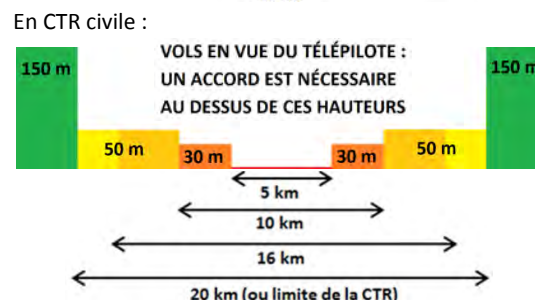 En CTR civile :
VOLS EN VUE DU TÉLÉPILOTE :
150 m
UN ACCORD EST NÉCESSAIRE
150 m
AU DESSUS DE CES HAUTEURS
50 m
30 m
30 m
50 m
5 km
10 km
16 km
20 km (ou limite de la CTR)